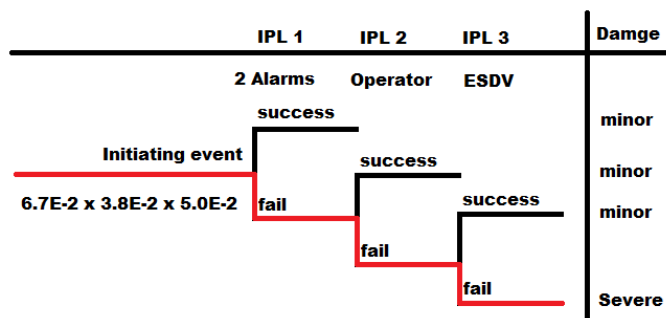 IPL 1 IPL 2 IPL 3 Damge
2 Alarms Operator ESDV
success minor
Initiating event success minor
6.7E-2 x 3.8E-2 x 5.0E-2 fail success minor
fail
fail Severe